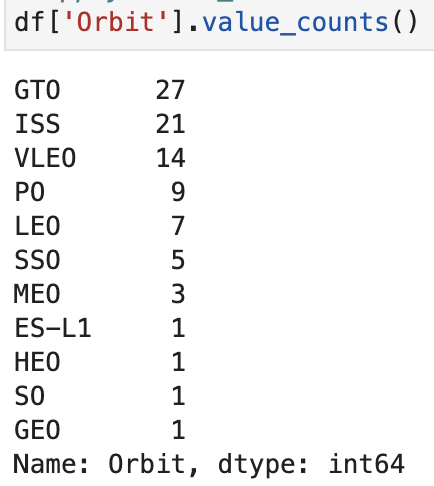 df['Orbit'].value_counts()
GTO 27
ISS 21
VLEO 14
PO 9
LEO 7
SSO 5
MEO 3
ES-L1 1
HEO 1
SO 1
GEO 1
Name: Orbit, dtype: int64